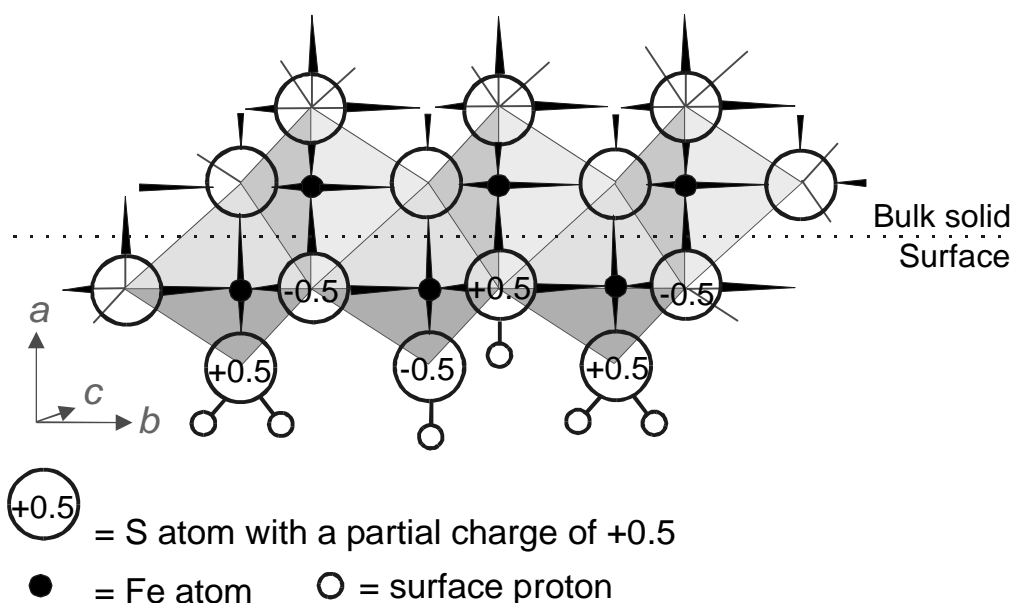 Bulk solid
Surface
-0.5
+0.5
-0.5
a
+0.5
-0.5
+0.5
c
b
+0.5
= S atom with a partial charge of +0.5
= Fe atom
= surface proton